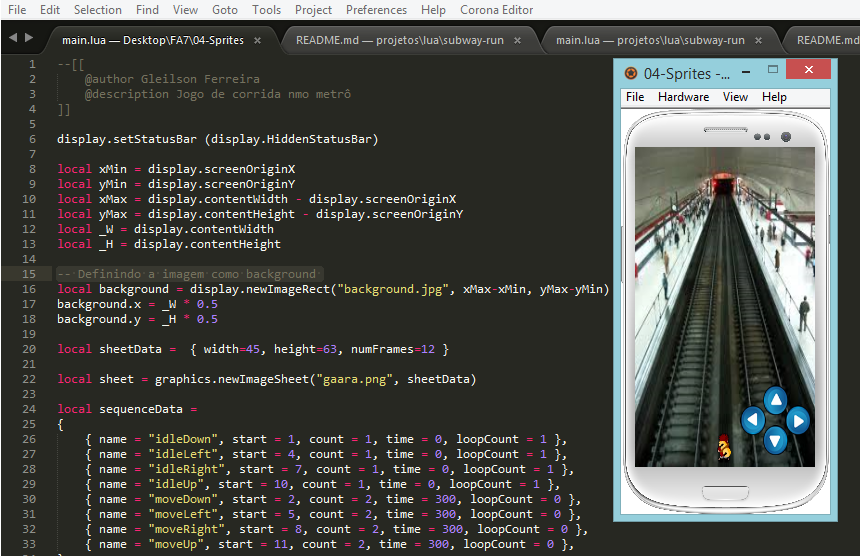 File Edit Selection Find View Goto Tools Project Preferences Help Corona Editor
main.lua — Desktop\FA7\04-Sprites × README.md — projetos\lua\subway-run × main.lua — projetos\lua\subway-run × README.md
1 --[[
2 @author Gleilson Ferreira
3 @description Jogo de corrida nmo metrô
4 ]]
5
6 display.setStatusBar (display.HiddenStatusBar)
7
8 local xMin = display.screenOriginX
9 local yMin = display.screenOriginY
10 local xMax = display.contentWidth - display.screenOriginX
11 local yMax = display.contentHeight - display.screenOriginY
12 local _W = display.contentWidth
13 local _H = display.contentHeight
14
15 -- Definindo a imagem como background
16 local background = display.newImageRect("background.jpg", xMax-xMin, yMax-yMin)
17 background.x = _W * 0.5
18 background.y = _H * 0.5
19
20 local sheetData = { width=45, height=63, numFrames=12 }
21
22 local sheet = graphics.newImageSheet("gaara.png", sheetData)
23
24 local sequenceData =
25 {
26 { name = "idleDown", start = 1, count = 1, time = 0, loopCount = 1 },
27 { name = "idleLeft", start = 4, count = 1, time = 0, loopCount = 1 },
28 { name = "idleRight", start = 7, count = 1, time = 0, loopCount = 1 },
29 { name = "idleUp", start = 10, count = 1, time = 0, loopCount = 1 },
30 { name = "moveDown", start = 2, count = 2, time = 300, loopCount = 0 },
31 { name = "moveLeft", start = 5, count = 2, time = 300, loopCount = 0 },
32 { name = "moveRight", start = 8, count = 2, time = 300, loopCount = 0 },
33 { name = "moveUp", start = 11, count = 2, time = 300, loopCount = 0 },
04-Sprites -...
File Hardware View Help